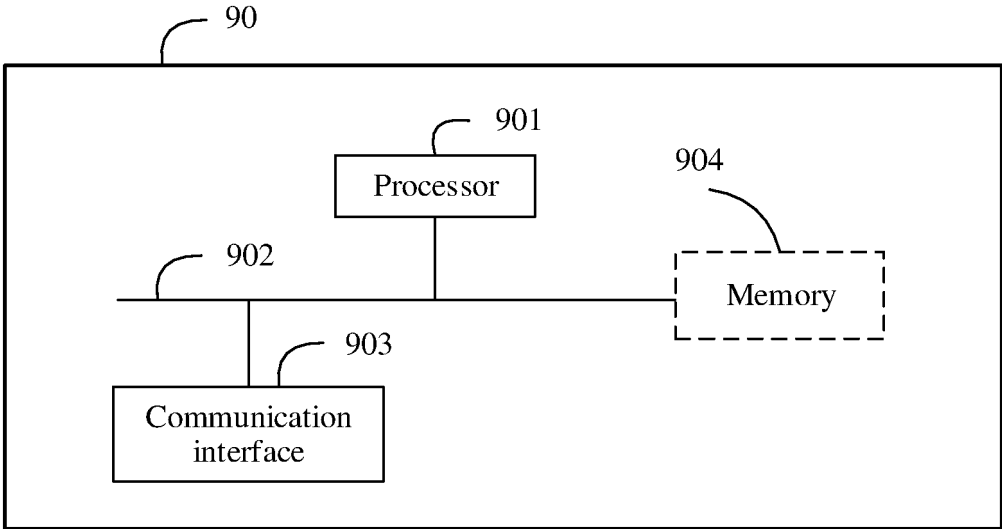 90
901
Processor
904
902
Memory
903
Communication
interface